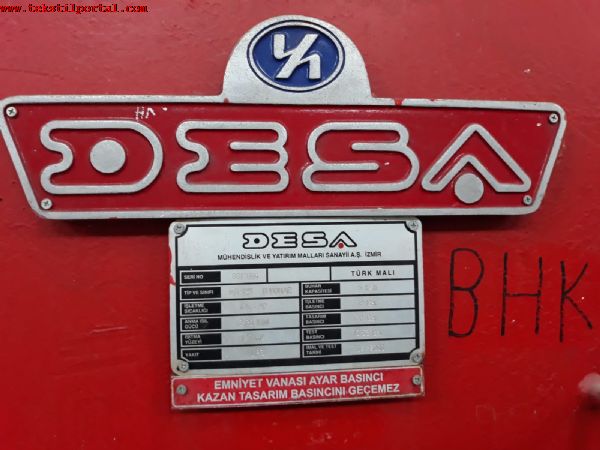 www.tekstilportal.com
DESA
DESA
MÜHENDİSLİK VE YATIRIM MALLARI SANAYİİ A.Ş. İZMİR
SERİ NO TÜRK MALI
TİP VE SINIFI BUHAR KAPASİTESİ
İŞLETME SICAKLIĞI İŞLETME BASINCI
ANMA ISIL GÜCÜ TASARIM BASINCI
ISITMA YÜZEYİ TEST BASINCI
YAKIT İMAL VE TEST TARİHİ
EMNİYET VANASI AYAR BASINCI
KAZAN TASARIM BASINCINI GEÇEMEZ
BHK